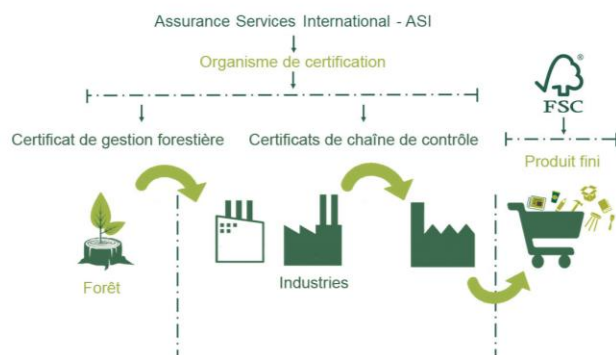 Assurance Services International - ASI
Organisme de certification
Certificat de gestion forestière
Certificats de chaîne de contrôle
FSC
®
Produit fini
Forêt
Industries